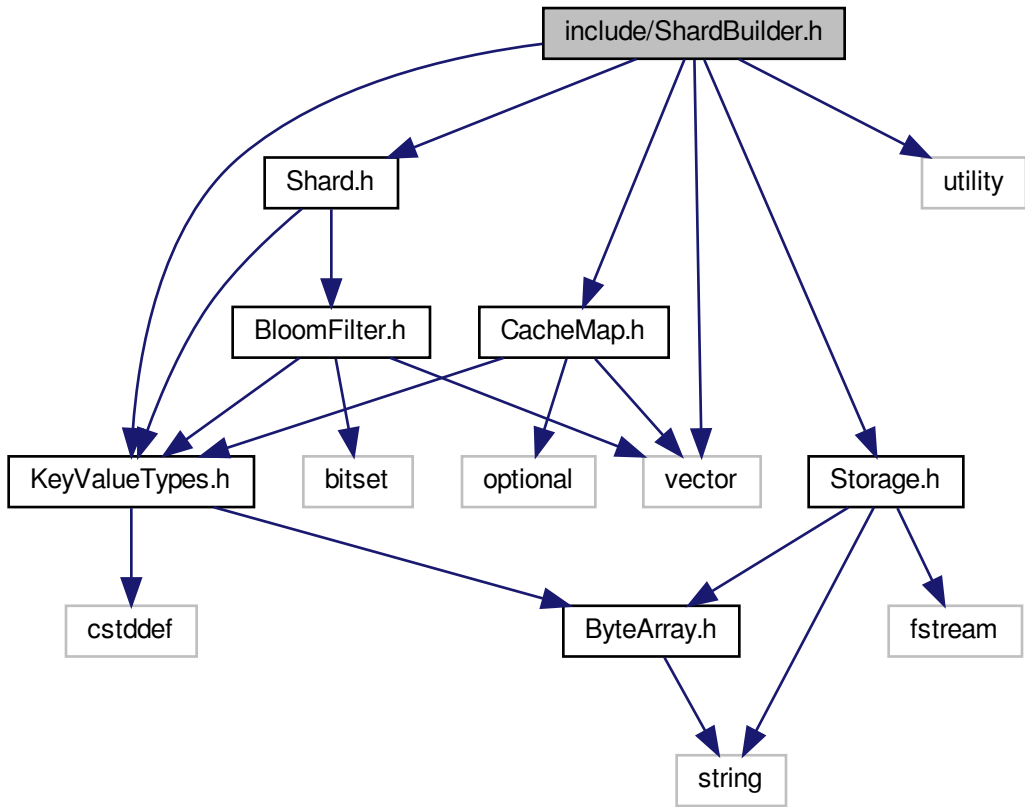 include/ShardBuilder.h
Shard.h
utility
BloomFilter.h
CacheMap.h
KeyValueTypes.h
bitset
optional
vector
Storage.h
cstddef
ByteArray.h
fstream
string